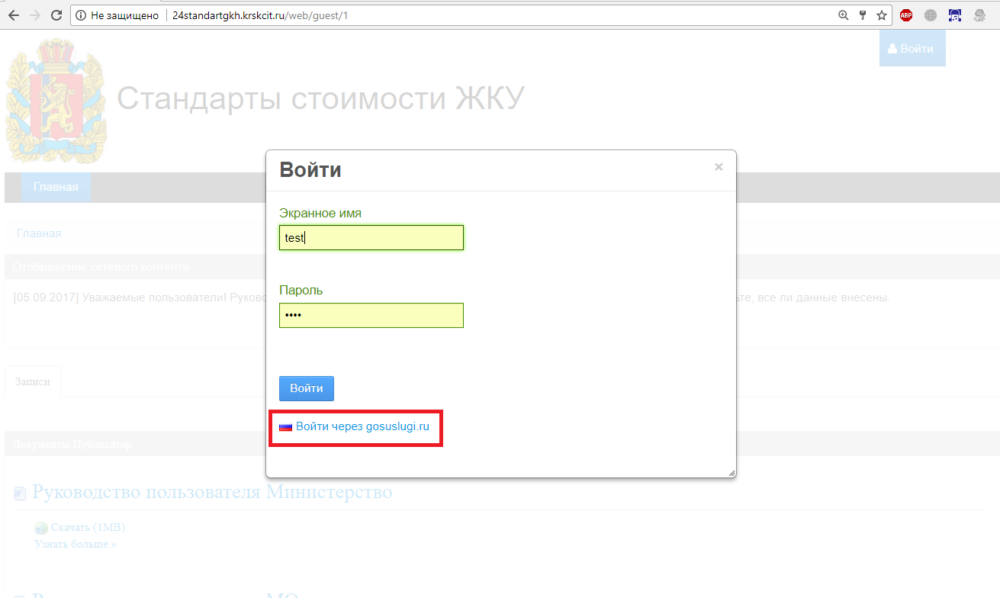 Не защищено 24standartgkh.krskcit.ru/web/guest/1 ABP
Войти
Стандарты стоимости ЖКУ
Главная
Главная
Войти ×
Экранное имя
test
Пароль
••••
Войти
Войти через gosuslugi.ru
Отображение сетевого контента
[05.09.2017] Уважаемые пользователи! Руково
те, все ли данные внесены.
Записи
Документы Публикатор
Руководство пользователя Министерство
Скачать (1MB)
Узнать больше »